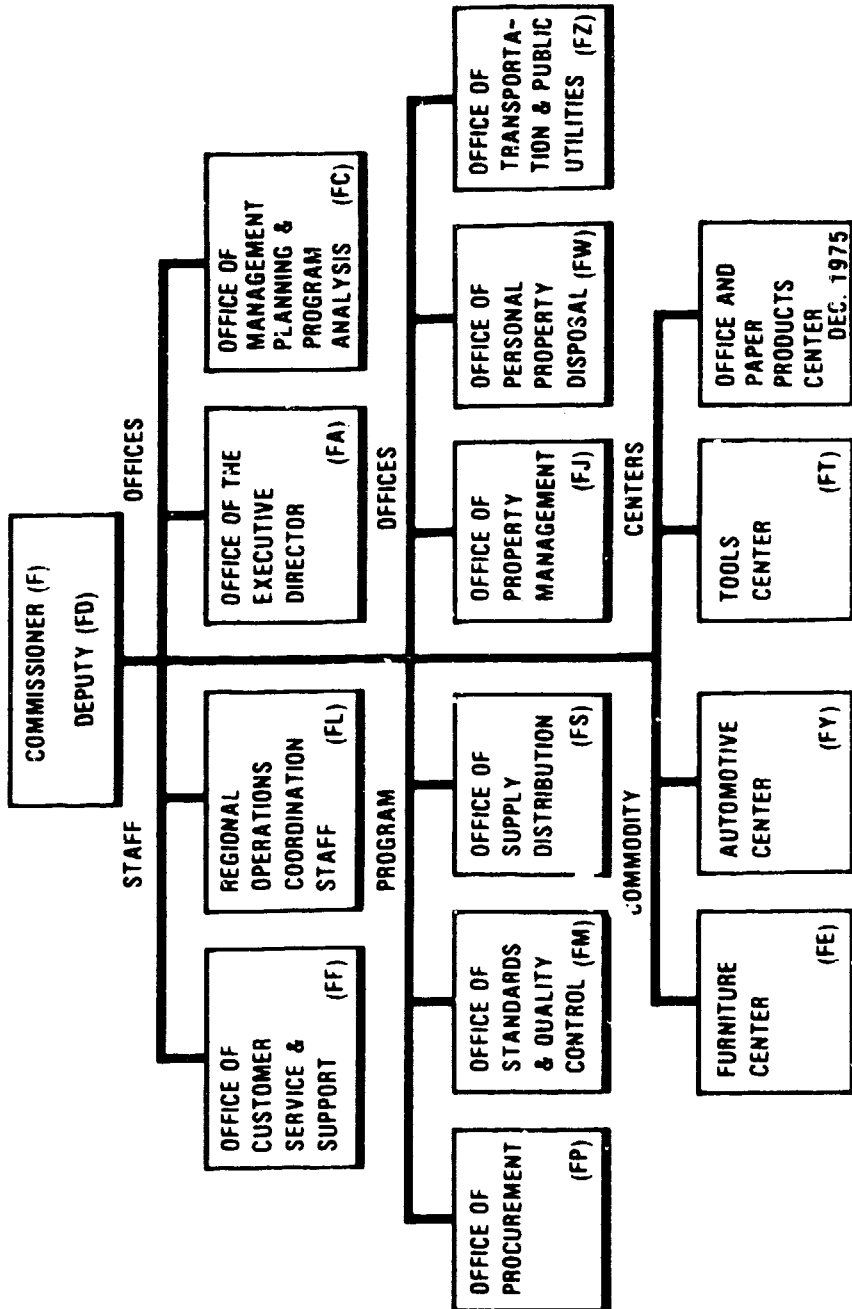 COMMISSIONER (F)
DEPUTY (FD)
STAFF OFFICES
OFFICE OF
CUSTOMER
SERVICE &
SUPPORT (FF)
REGIONAL
OPERATIONS
COORDINATION
STAFF (FL)
OFFICE OF THE
EXECUTIVE
DIRECTOR (FA)
OFFICE OF
MANAGEMENT
PLANNING &
PROGRAM
ANALYSIS (FC)
PROGRAM OFFICES
OFFICE OF
PROCUREMENT
(FP)
OFFICE OF
STANDARDS
& QUALITY
CONTROL (FM)
OFFICE OF
SUPPLY
DISTRIBUTION
(FS)
OFFICE OF
PROPERTY
MANAGEMENT
(FJ)
OFFICE OF
PERSONAL
PROPERTY
DISPOSAL (FW)
OFFICE OF
TRANSPORTA-
TION & PUBLIC
UTILITIES (FZ)
COMMODITY CENTERS
FURNITURE
CENTER
(FE)
AUTOMOTIVE
CENTER
(FY)
TOOLS
CENTER
(FT)
OFFICE AND
PAPER
PRODUCTS
CENTER
DEC. 1975